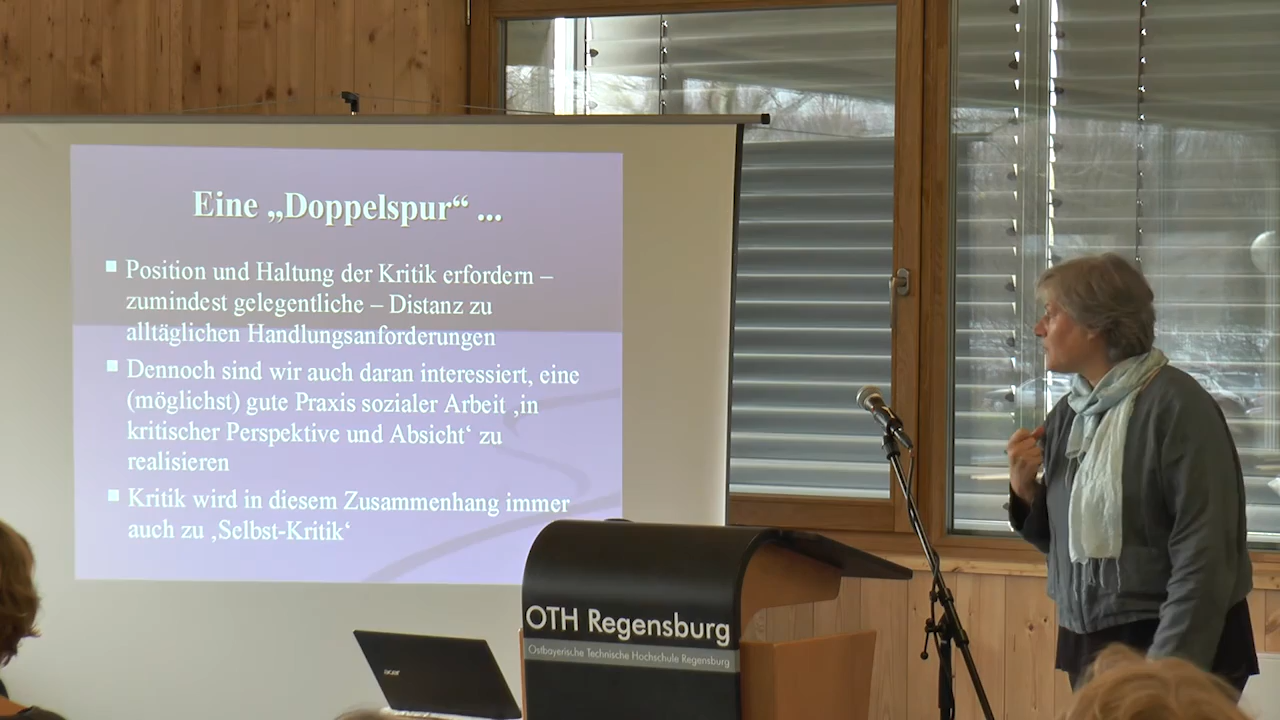 Eine „Doppelspur“ ...
Position und Haltung der Kritik erfordern –
zumindest gelegentliche – Distanz zu
alltäglichen Handlungsanforderungen
Dennoch sind wir auch daran interessiert, eine
(möglichst) gute Praxis sozialer Arbeit ‚in
kritischer Perspektive und Absicht‘ zu
realisieren
Kritik wird in diesem Zusammenhang immer
auch zu ‚Selbst-Kritik‘
OTH Regensburg
Ostbayerische Technische Hochschule Regensburg
acer